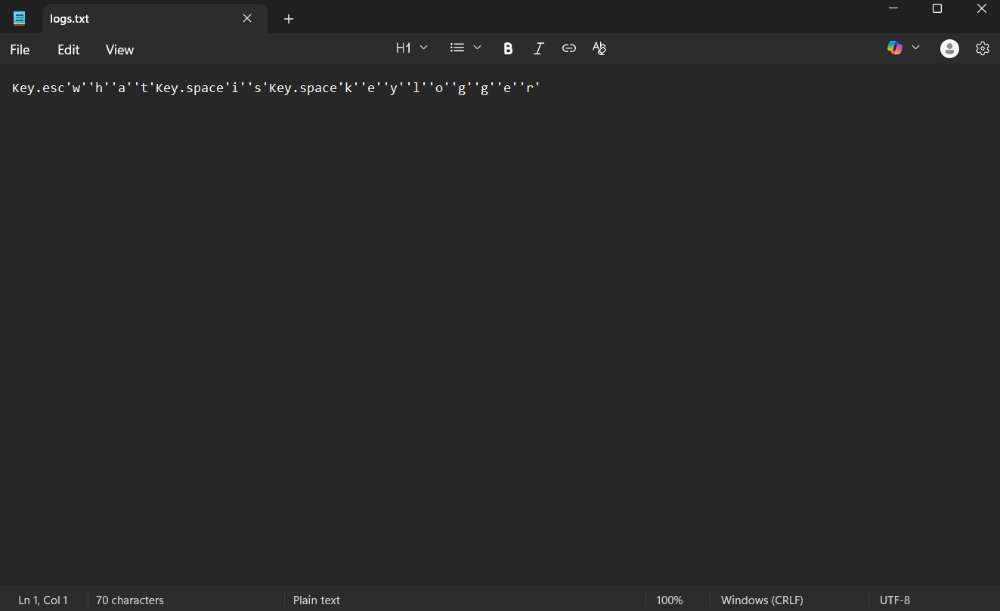 logs.txt
File Edit View H1 B I
Key.esc'w''h''a''t'Key.space'i''s'Key.space'k''e''y''l''o''g''g''e''r'
Ln 1, Col 1 70 characters Plain text 100% Windows (CRLF) UTF-8